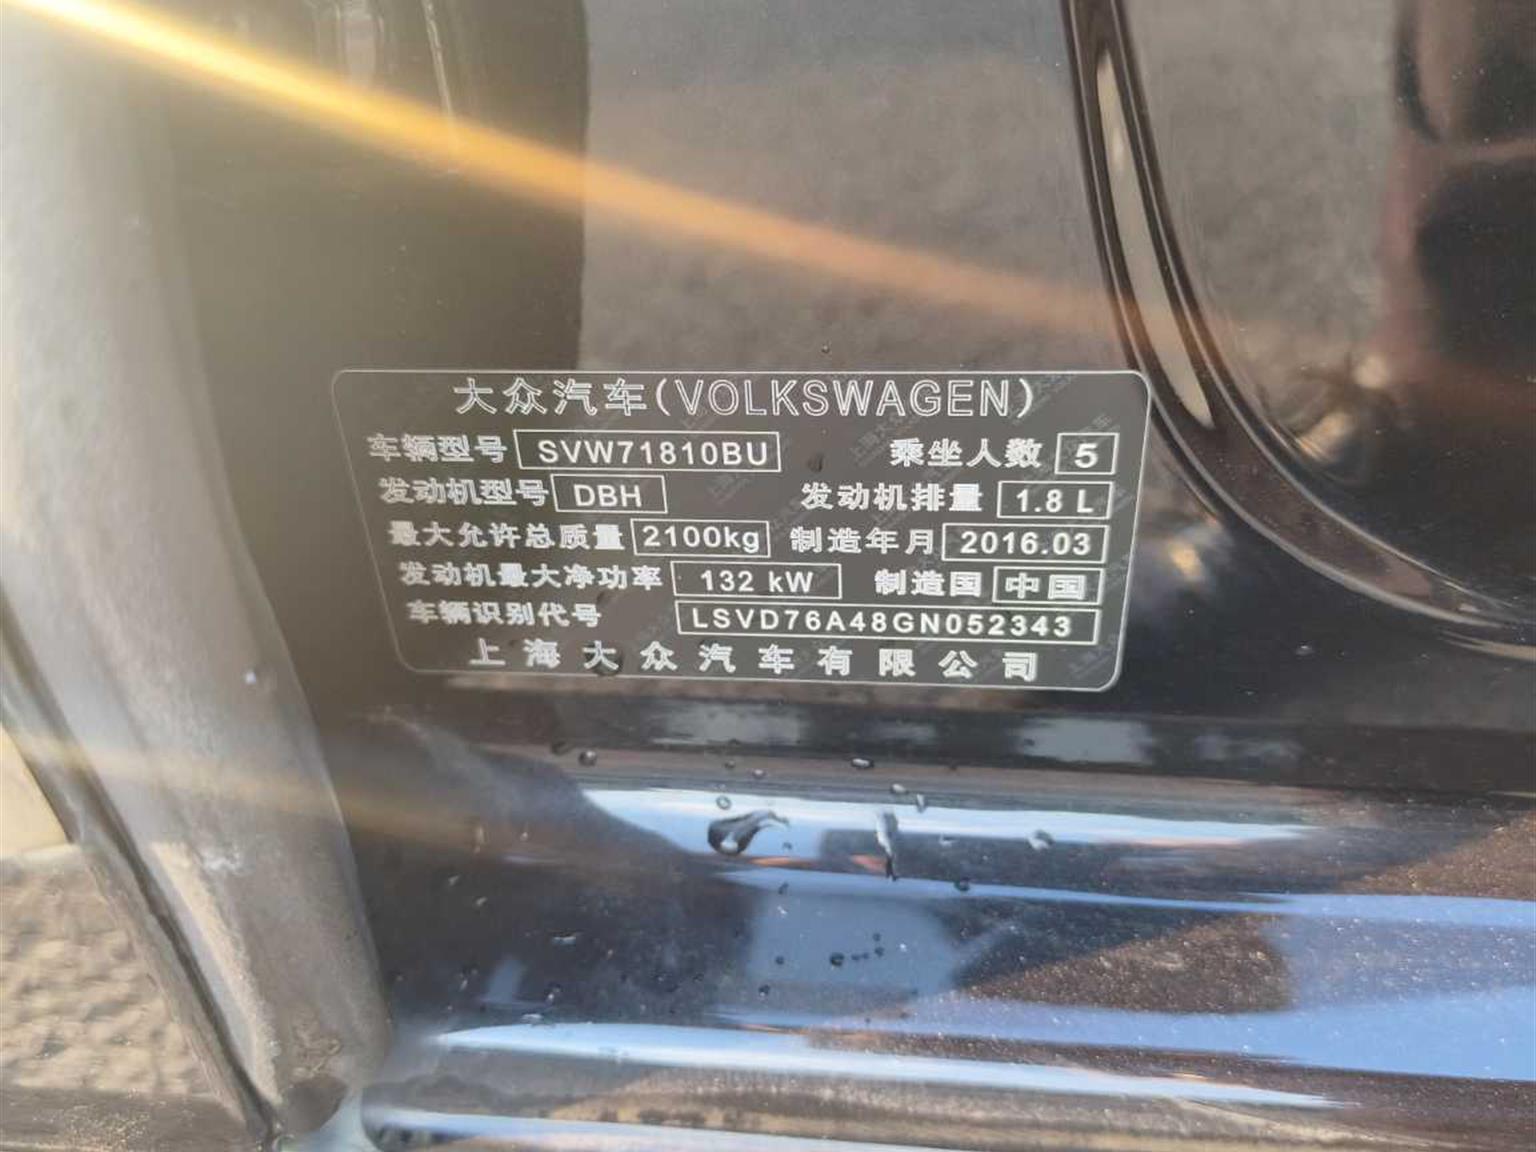 大众汽车(VOLKSWAGEN)
车辆型号 SVW71810BU 乘坐人数 5
发动机型号 DBH 发动机排量 1.8 L
最大允许总质量 2100kg 制造年月 2016.03
发动机最大净功率 132 kW 制造国 中国
车辆识别代号 LSVD76A48GN052343
上海大众汽车有限公司